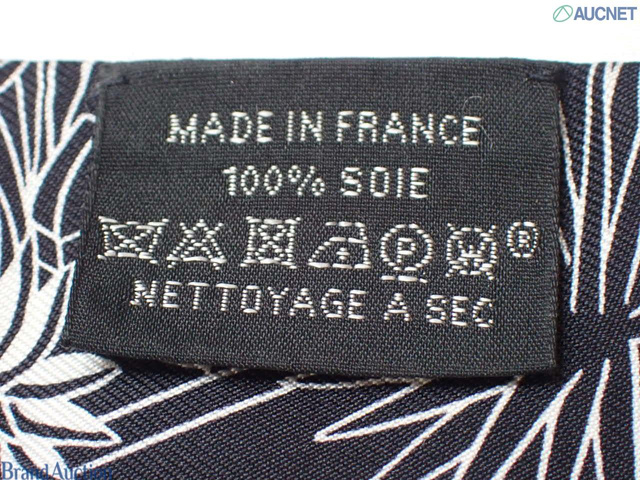 AUCNET
MADE IN FRANCE
100% SOIE
P W ®
NETTOYAGE A SEC
Brand Auction